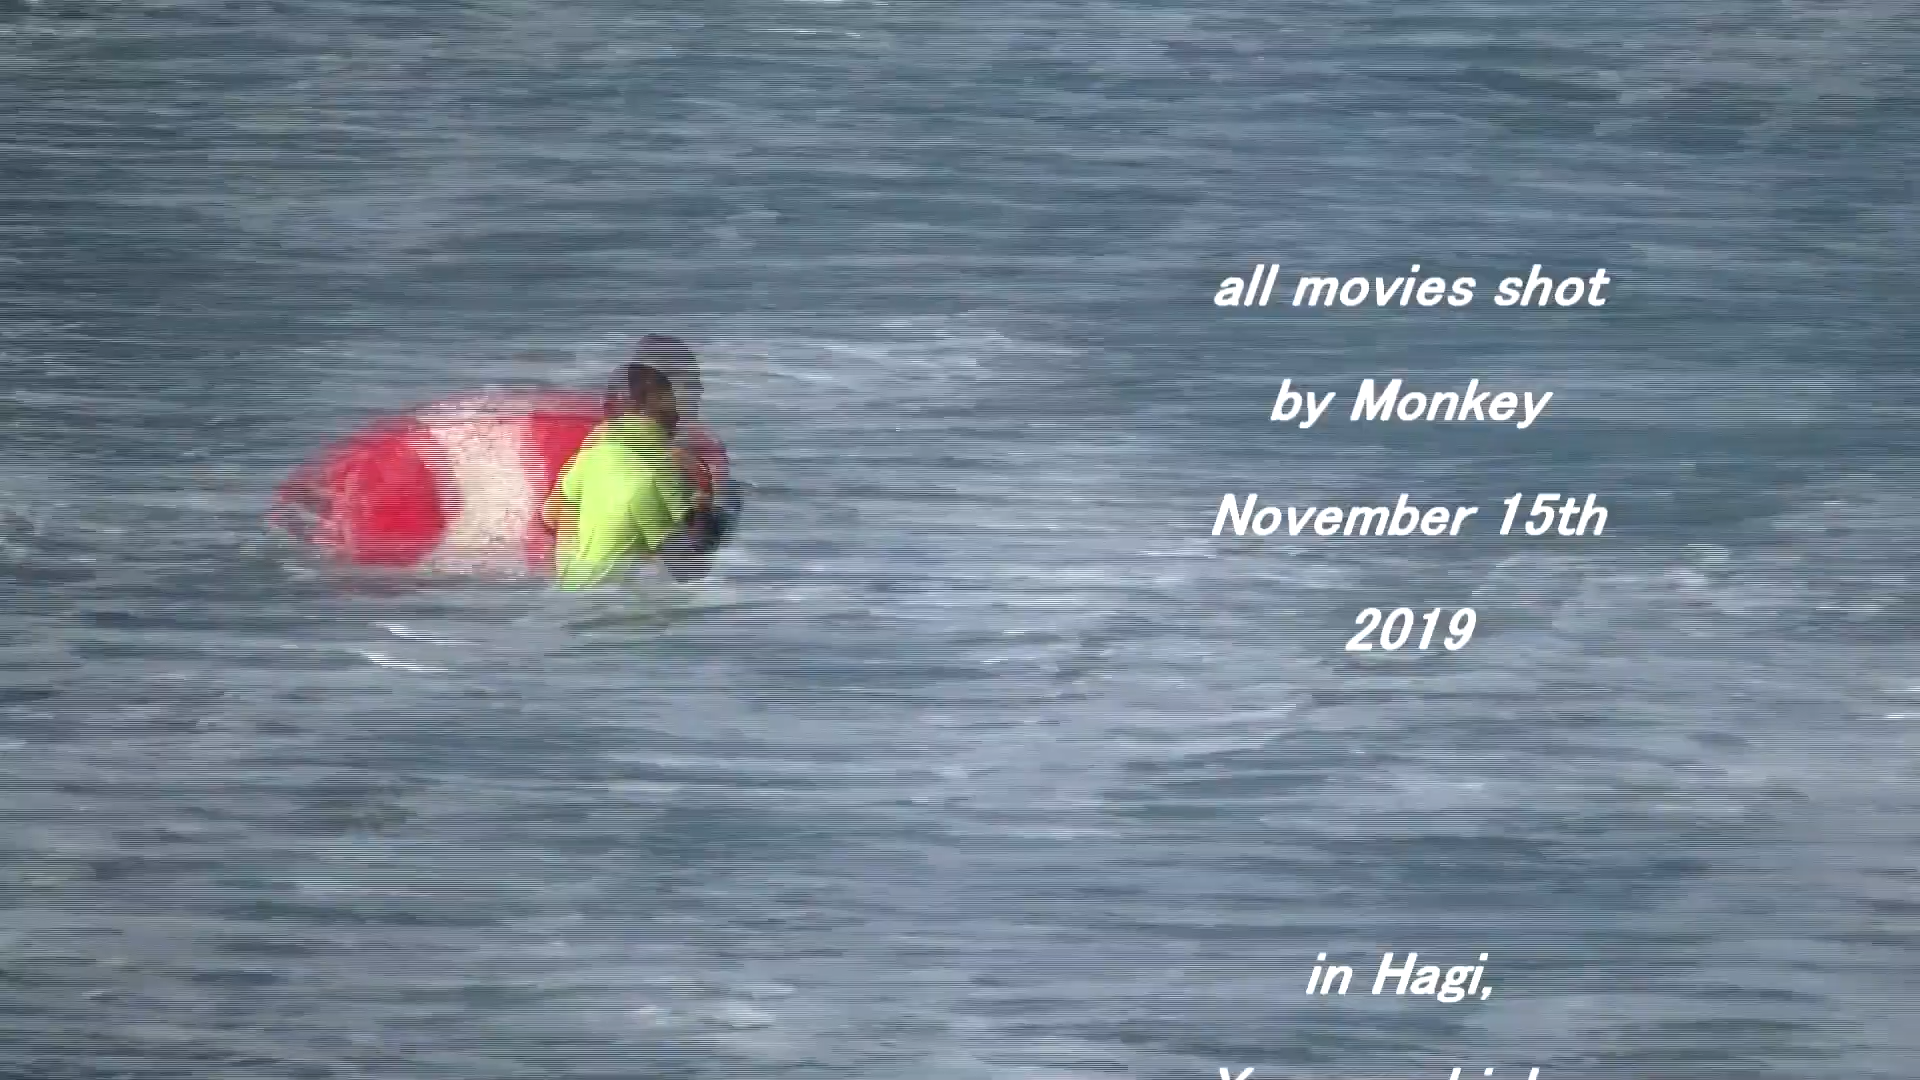 all movies shot
by Monkey
November 15th
2019
in Hagi,